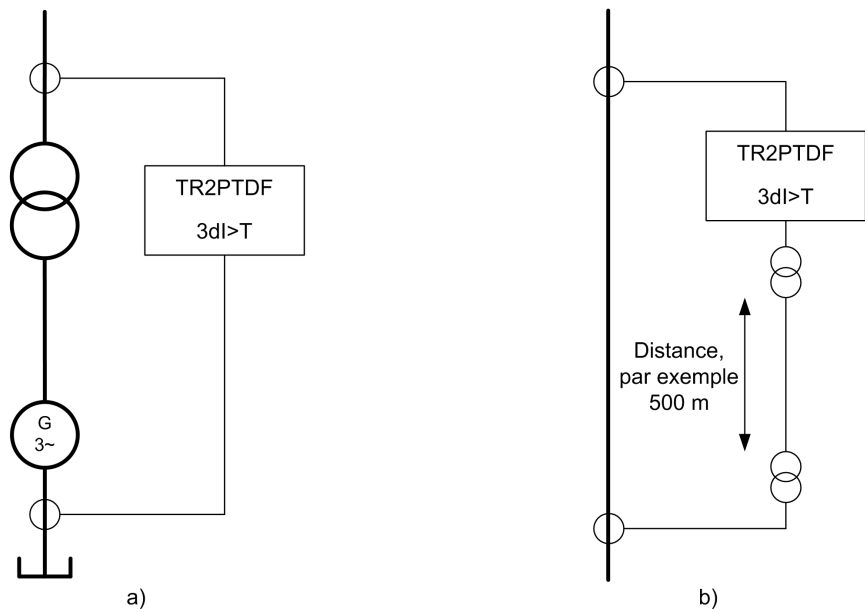 TR2PTDF
3dI>T
G
3~
a)
TR2PTDF
3dI>T
Distance,
par exemple
500 m
b)